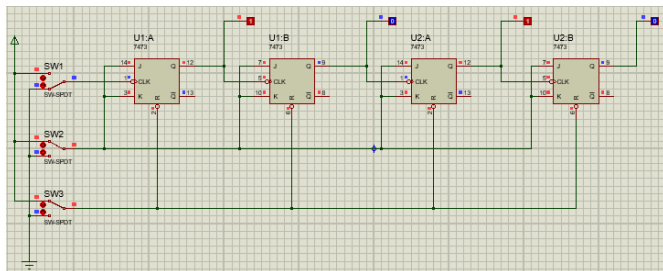 U1:A U1:B U2:A U2:B
7473 7473 7473 7473
1 0 1 0
SW1
SW-SPDT
14 J Q 12
1 CLK
3 K Q 13
R
2
7 J Q 9
5 CLK
10 K Q 8
R
6
14 J Q 12
1 CLK
3 K Q 13
R
2
7 J Q 9
5 CLK
10 K Q 8
R
6
SW2
SW-SPDT
SW3
SW-SPDT